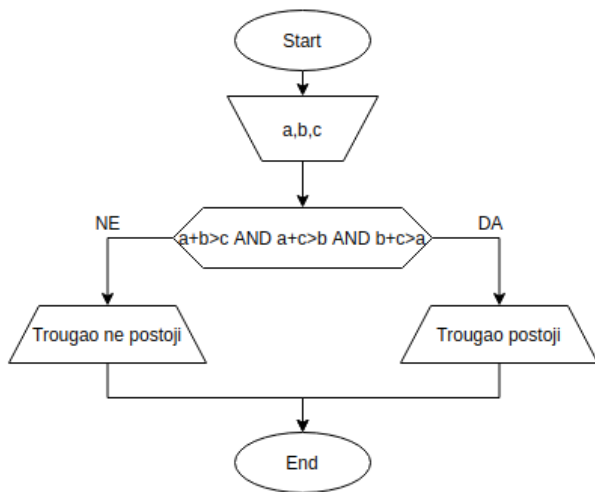 Start
a,b,c
NE
a+b>c AND a+c>b AND b+c>a
DA
Trougao ne postoji
Trougao postoji
End